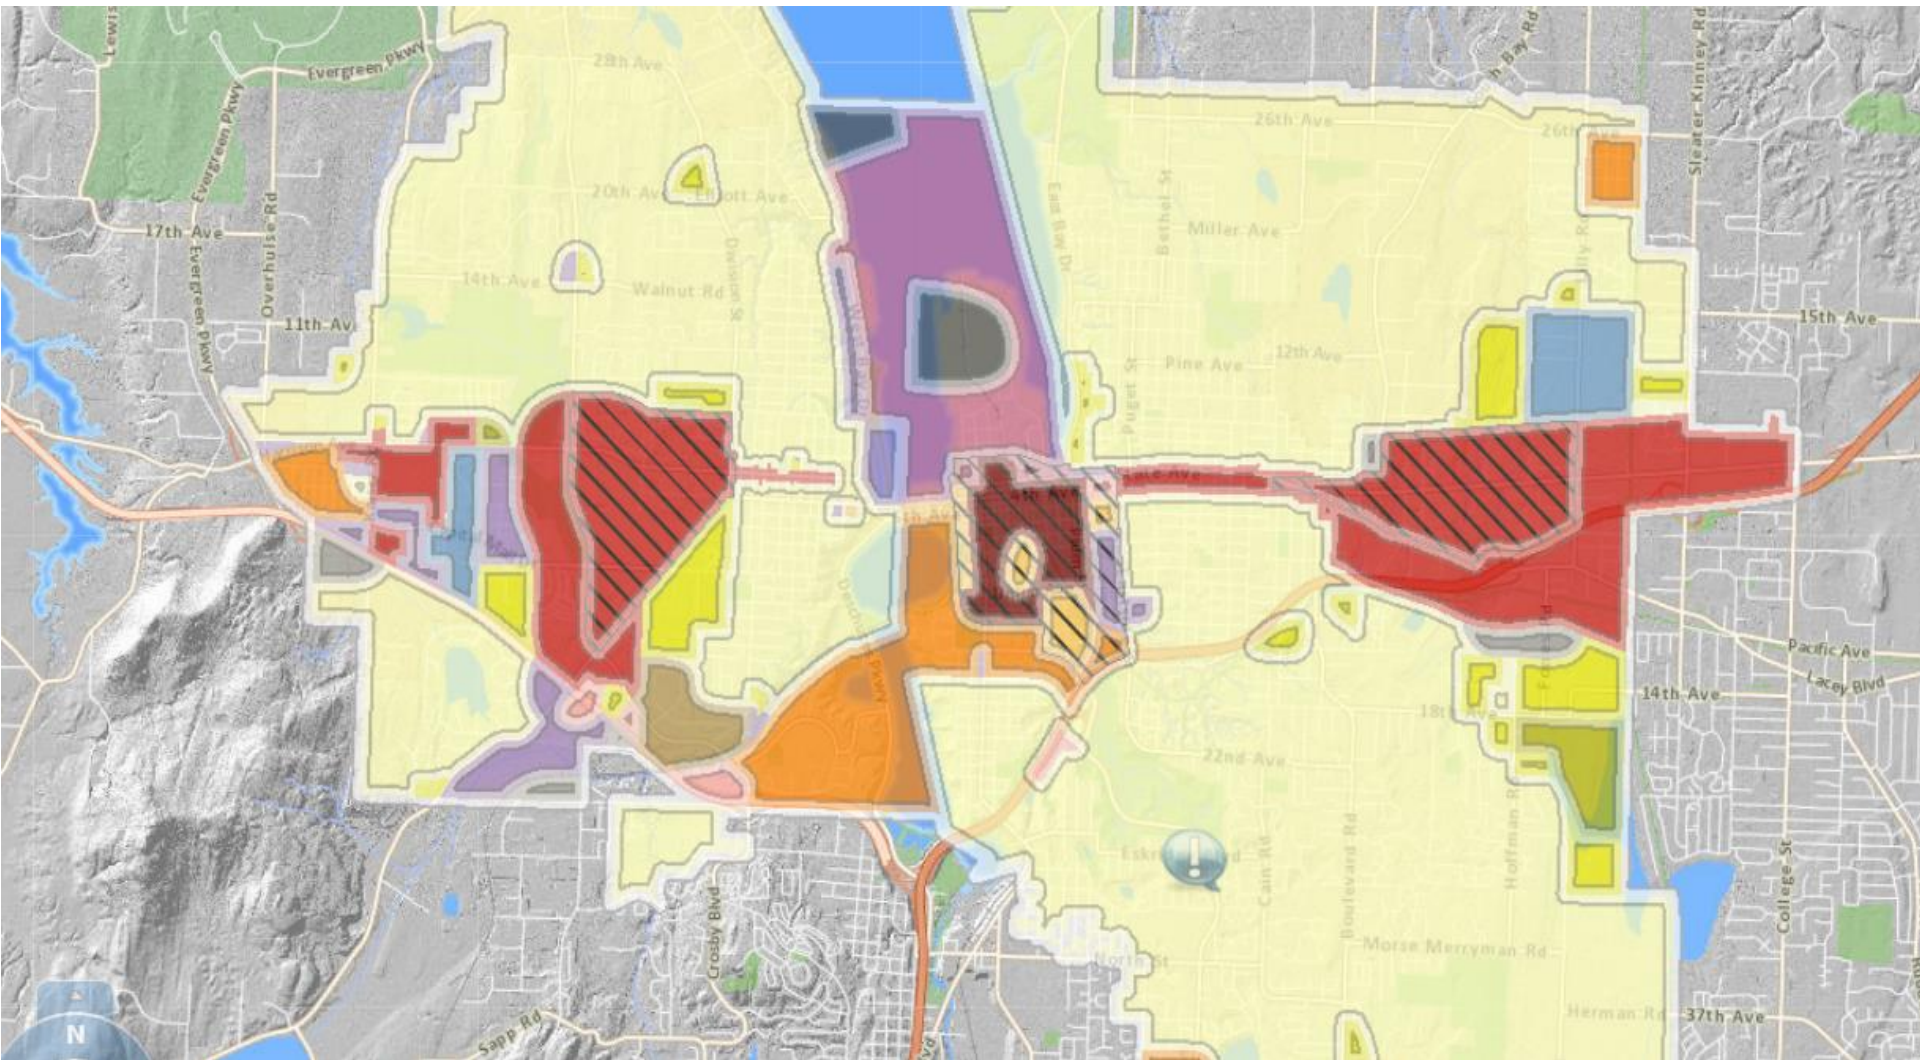 Lewis
Evergreen Pkwy
28th Ave
Sleater Kinney Rd
26th Ave
26th Ave
Evergreen Pkwy
20th Ave
Elliott Ave
Overhulse Rd
17th Ave
Evergreen Pkwy
Division St
East Bay Dr
Bethel St
Miller Ave
14th Ave
Walnut Rd
11th Av
15th Ave
Puget St
Pine Ave
12th Ave
4th Ave
Pacific Ave
Lacey Blvd
14th Ave
18th Ave
22nd Ave
Cain Rd
Boulevard Rd
Hoffman R
College St
Crosby Blvd
North St
Morse Merryman Rd
Herman Rd
37th Ave
Sapp Rd
N